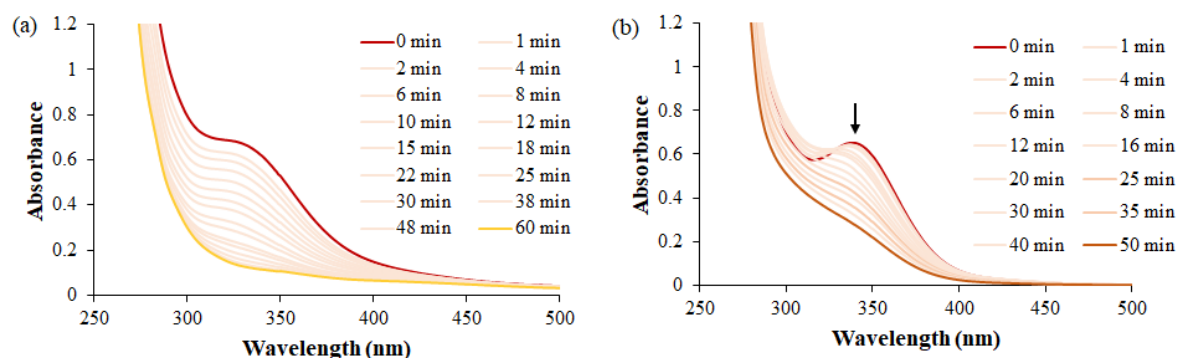 (a)
1.2
1
0.8
0.6
0.4
0.2
0
Absorbance
250 300 350 400 450 500
Wavelength (nm)
0 min 1 min
2 min 4 min
6 min 8 min
10 min 12 min
15 min 18 min
22 min 25 min
30 min 38 min
48 min 60 min
(b)
1.2
1
0.8
0.6
0.4
0.2
0
Absorbance
250 300 350 400 450 500
Wavelength (nm)
0 min 1 min
2 min 4 min
6 min 8 min
12 min 16 min
20 min 25 min
30 min 35 min
40 min 50 min